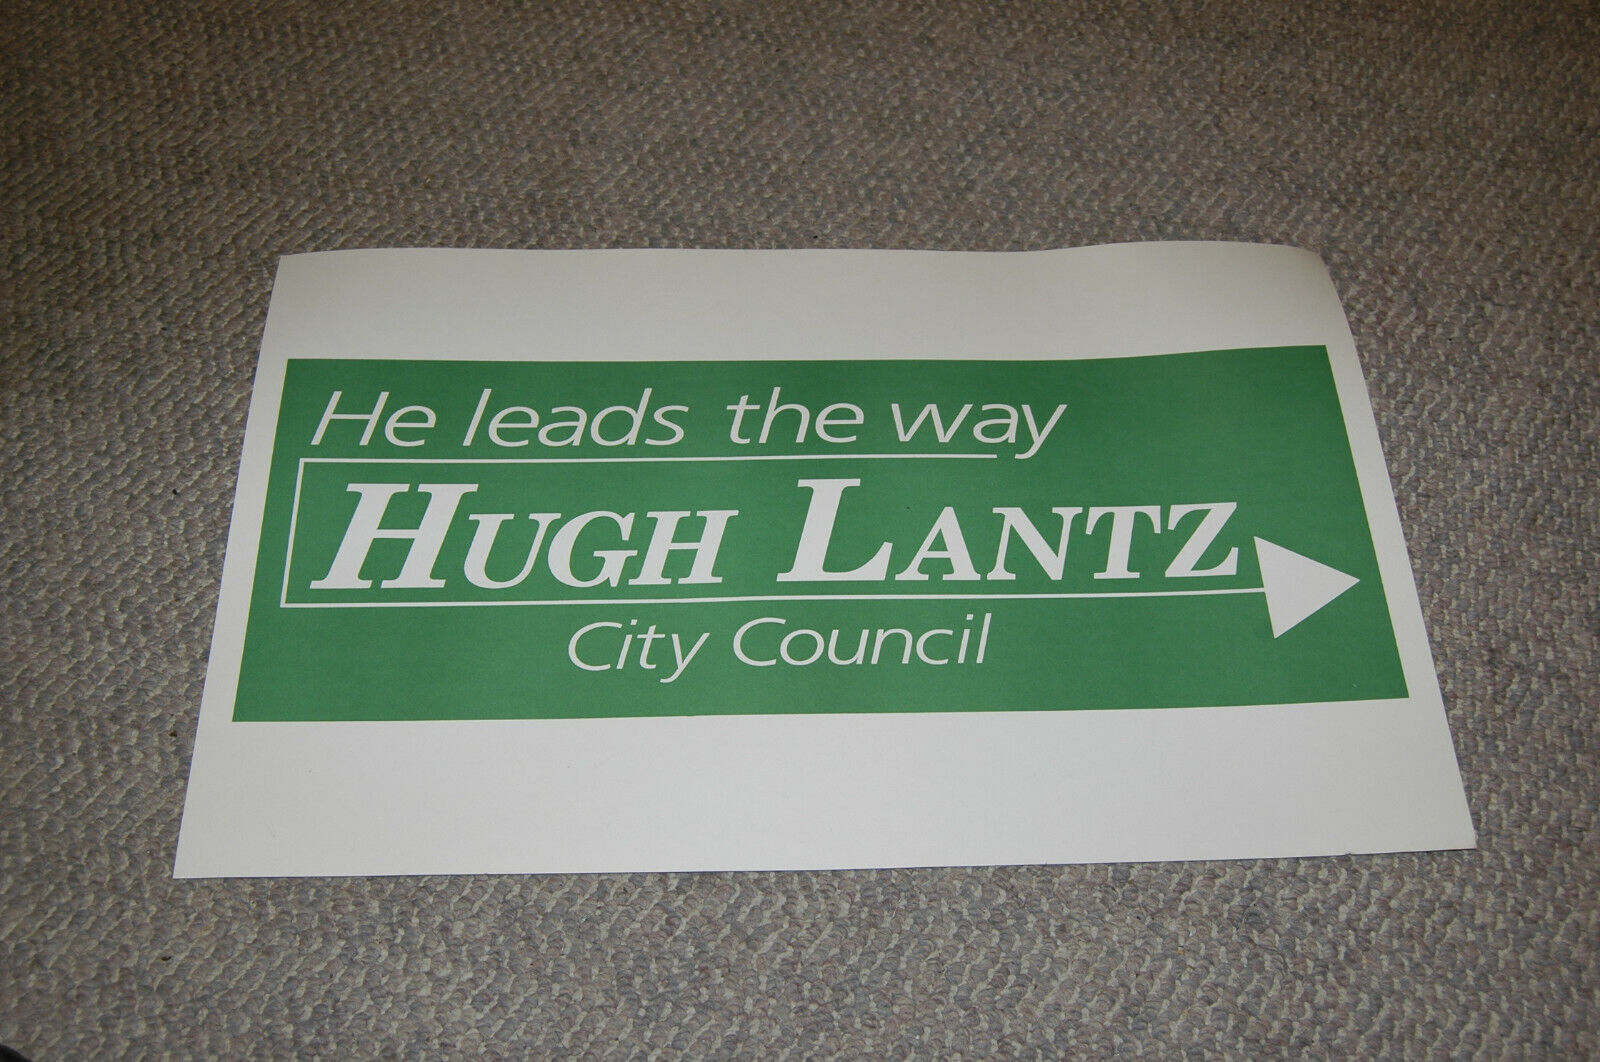 He leads the way
HUGH LANTZ
City Council